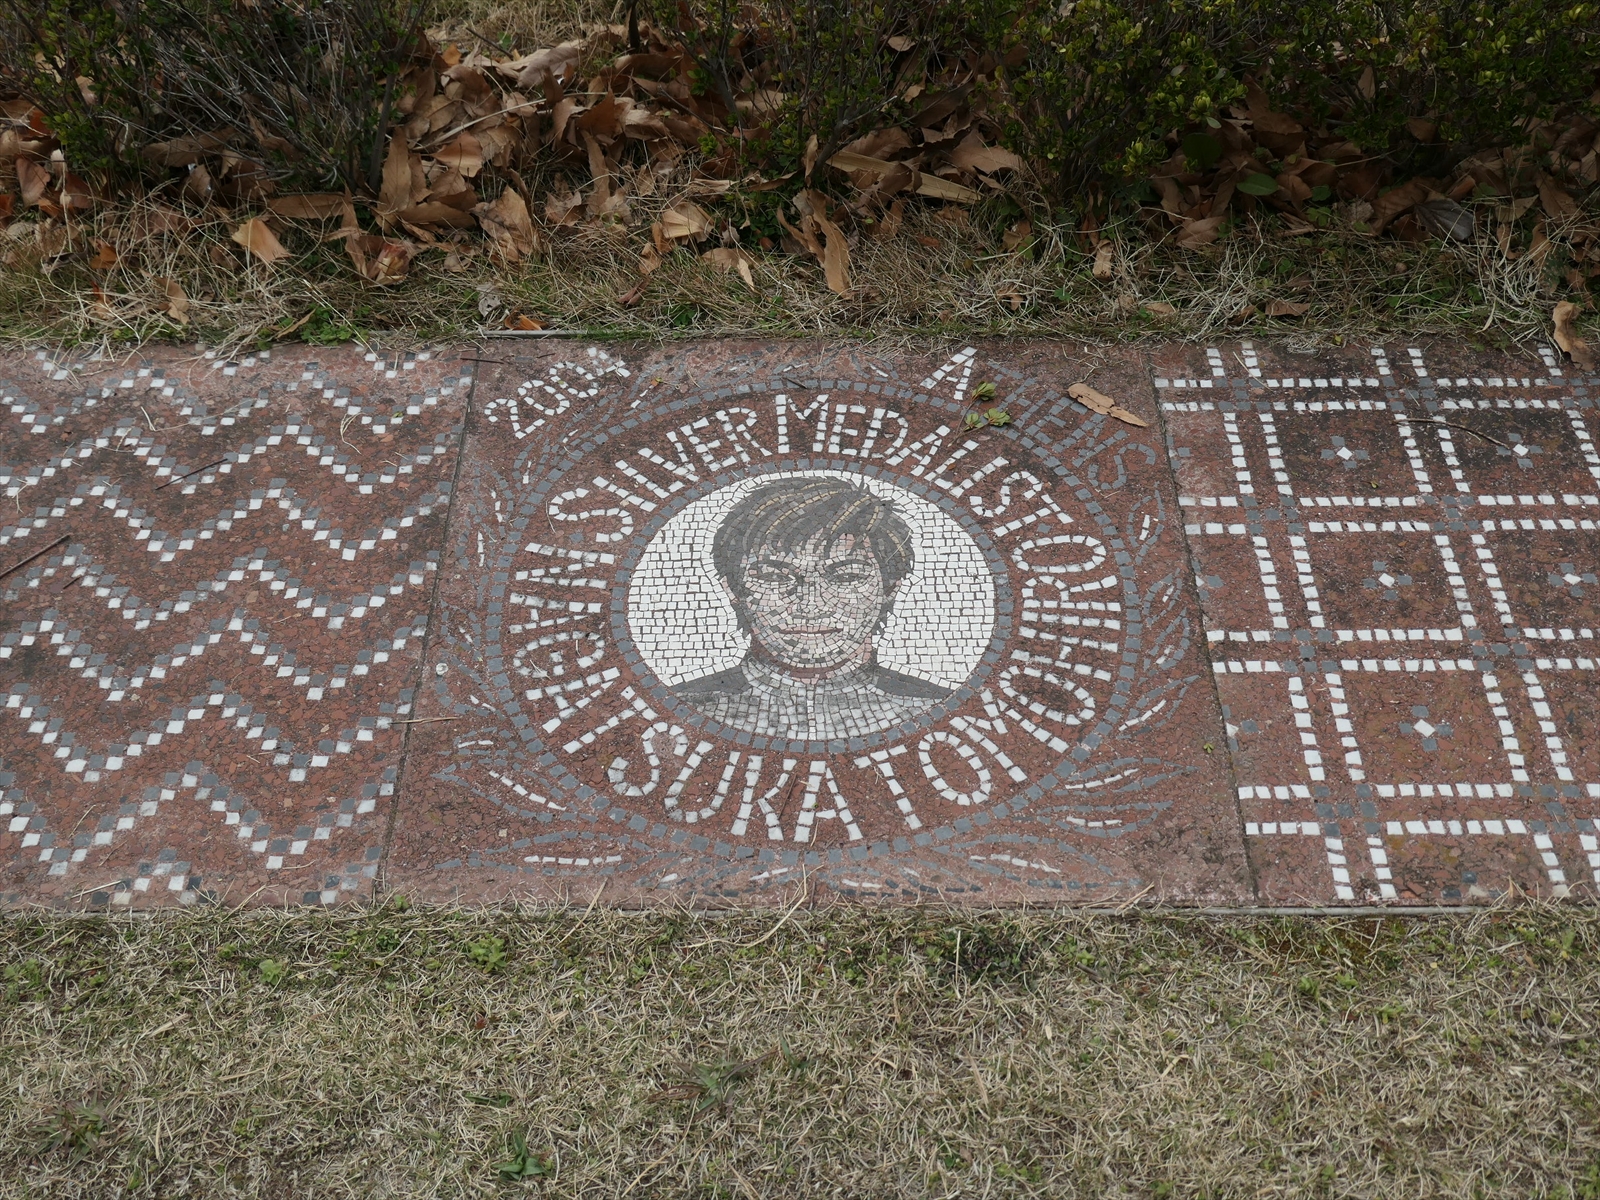 2004 ATHENS
SILVER MEDALIST
NAGATSUKA TOMOHIRO